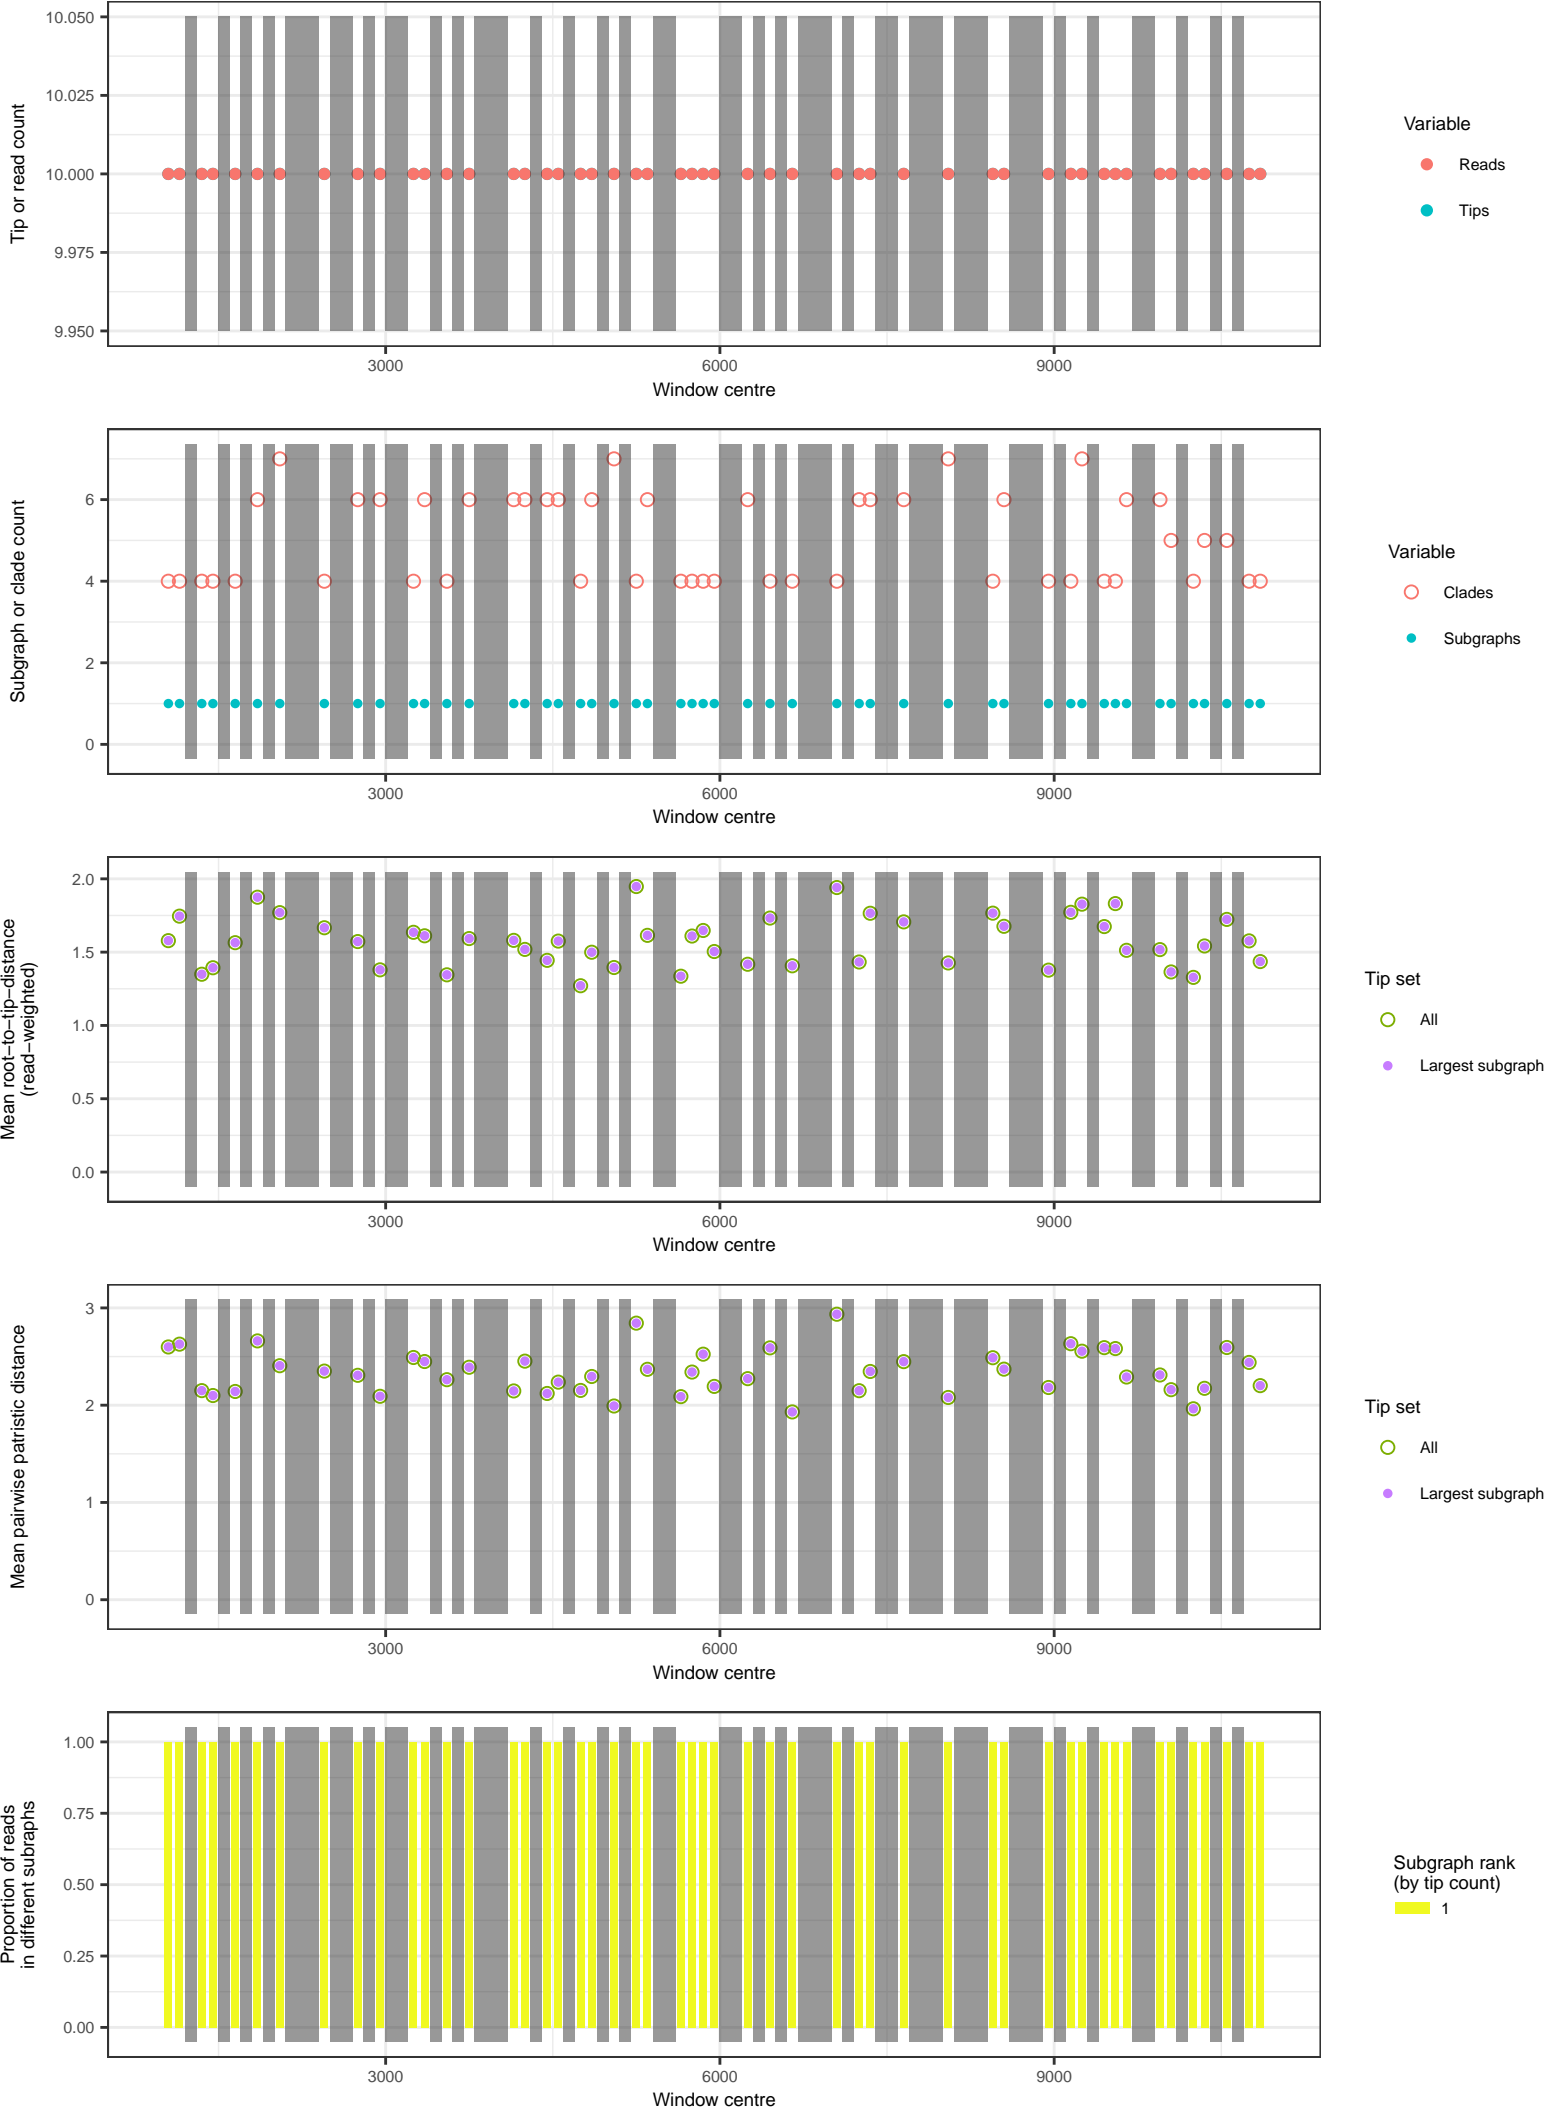 10.050
10.025
10.000
9.975
9.950
Tip or read count
3000
6000
9000
Window centre
Variable
Reads
Tips
6
4
2
0
Subgraph or clade count
3000
6000
9000
Window centre
Variable
Clades
Subgraphs
2.0
1.5
1.0
0.5
0.0
Mean root−to−tip−distance
(read−weighted)
3000
6000
9000
Window centre
Tip set
All
Largest subgraph
3
2
1
0
Mean pairwise patristic distance
3000
6000
9000
Window centre
Tip set
All
Largest subgraph
1.00
0.75
0.50
0.25
0.00
Proportion of reads
in different subraphs
3000
6000
9000
Window centre
Subgraph rank
(by tip count)
1